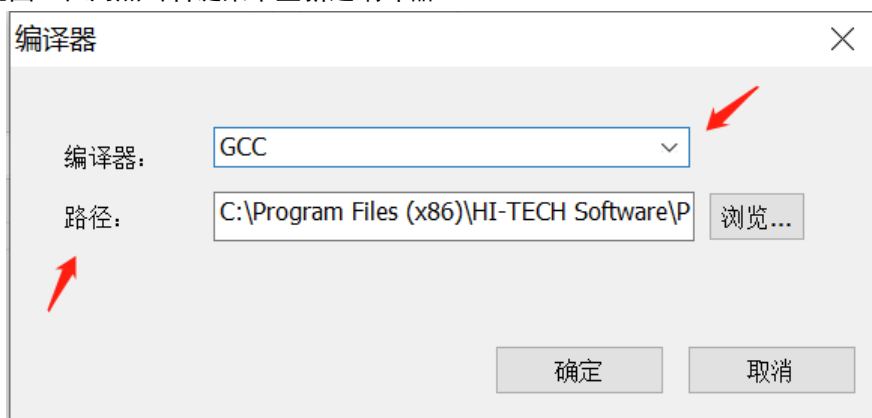 编译器
编译器：
GCC
路径：
C:\Program Files (x86)\HI-TECH Software\P
浏览...
确定
取消